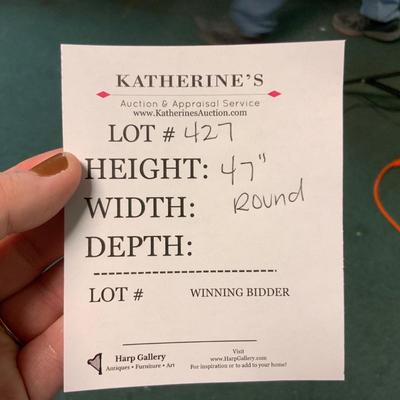 KATHERINE'S
Auction & Appraisal Service
www.KatherinesAuction.com
LOT # 427
HEIGHT: 47"
WIDTH: Round
DEPTH:
LOT # WINNING BIDDER
Harp Gallery
Antiques • Furniture • Art
Visit
www.HarpGallery.com
For inspiration or to add to your home!